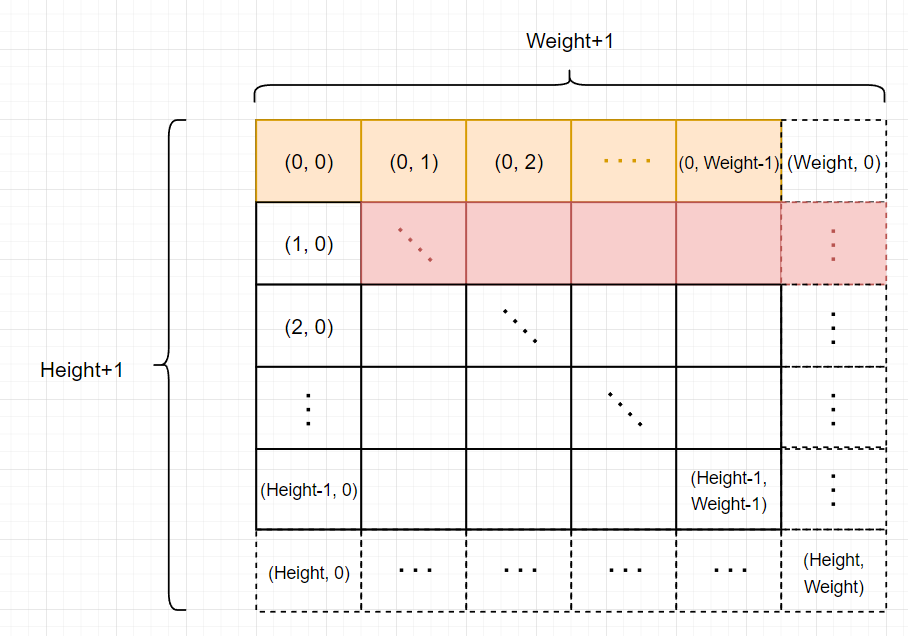 Weight+1
Height+1
(0, 0) (0, 1) (0, 2) · · · · (0, Weight-1) (Weight, 0)
(1, 0)
(2, 0)
(Height-1, 0) (Height-1,
Weight-1)
(Height, 0) ··· ··· ··· ··· (Height,
Weight)